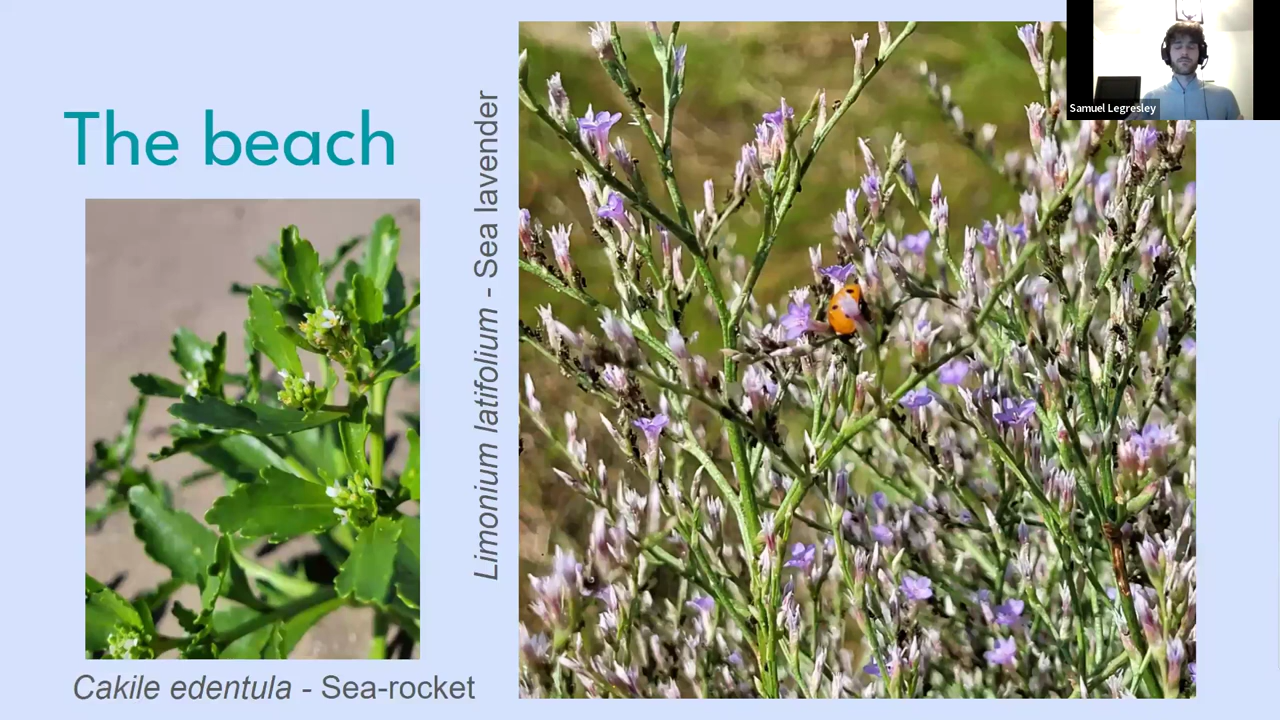 The beach
Limonium latifolium - Sea lavender
Samuel Legresley
Cakile edentula - Sea-rocket